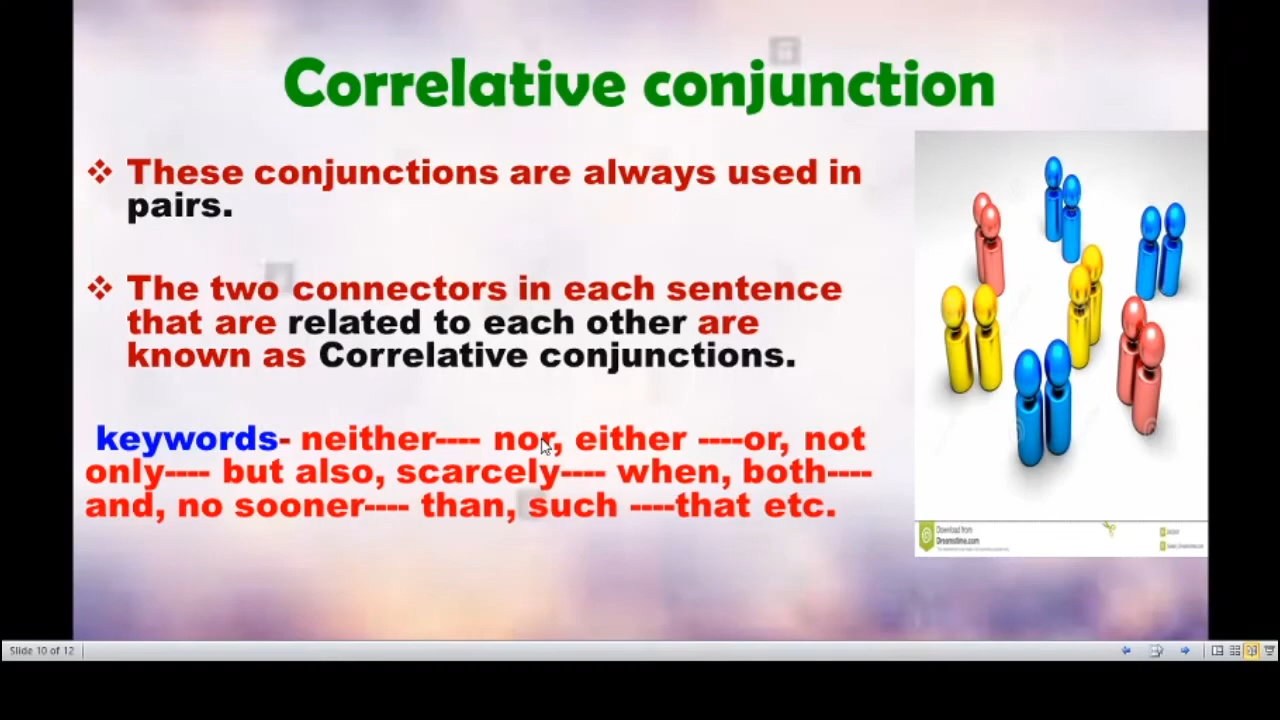 Correlative conjunction
❖ These conjunctions are always used in
pairs.
❖ The two connectors in each sentence
that are related to each other are
known as Correlative conjunctions.
keywords- neither---- nor, either ----or, not
only---- but also, scarcely---- when, both----
and, no sooner---- than, such ----that etc.
Download from
Dreamstime.com
Slide 10 of 12